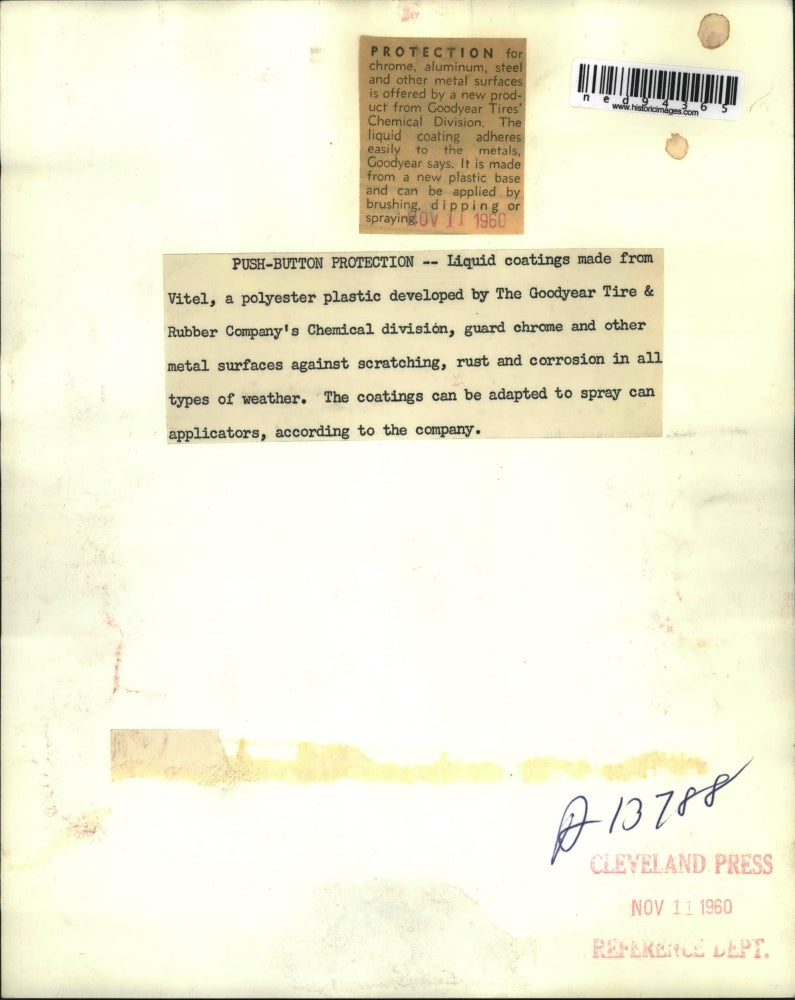 PROTECTION for
chrome, aluminum, steel
and other metal surfaces
is offered by a new prod-
uct from Goodyear Tires'
Chemical Division. The
liquid coating adheres
easily to the metals,
Goodyear says. It is made
from a new plastic base
and can be applied by
brushing, dipping or
spraying.
NOV 11 1960
ned94365
www.historicimages.com
PUSH-BUTTON PROTECTION -- Liquid coatings made from
Vitel, a polyester plastic developed by The Goodyear Tire &
Rubber Company's Chemical division, guard chrome and other
metal surfaces against scratching, rust and corrosion in all
types of weather. The coatings can be adapted to spray can
applicators, according to the company.
A-13788
CLEVELAND PRESS
NOV 11 1960
REFERENCE DEPT.